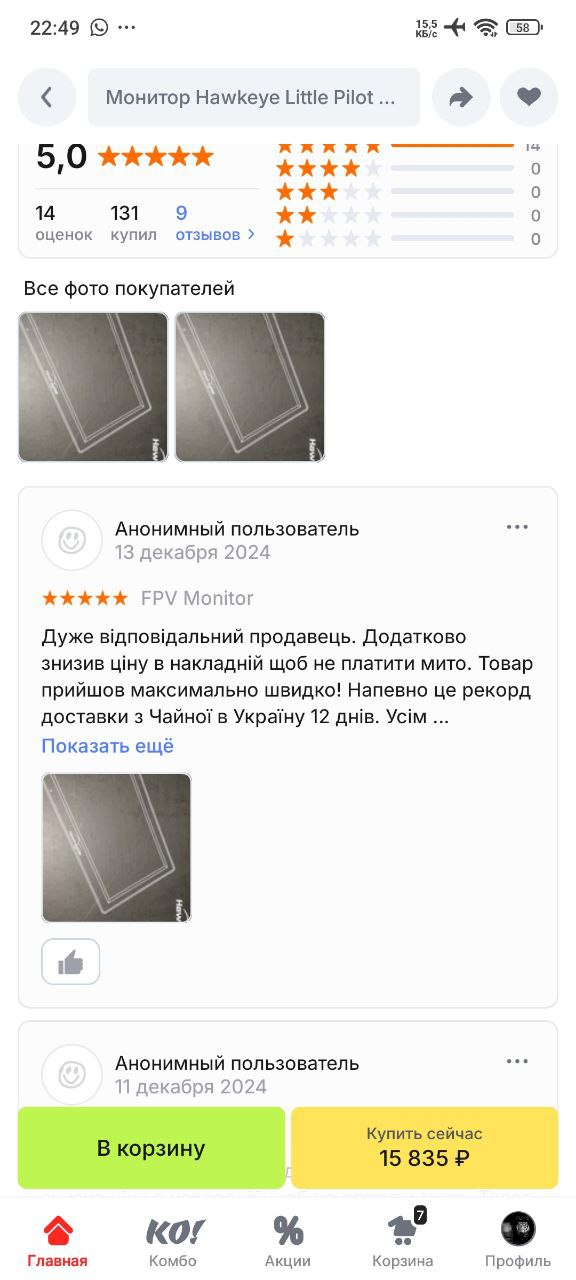 22:49
15,5
КБ/с
58
Монитор Hawkeye Little Pilot ...
5,0
14
0
0
0
0
14 131 9
оценок купил отзывов >
Все фото покупателей
Анонимный пользователь
13 декабря 2024
FPV Monitor
Дуже відповідальний продавець. Додатково
знизив ціну в накладній щоб не платити мито. Товар
прийшов максимально швидко! Напевно це рекорд
доставки з Чайної в Україну 12 днів. Усім ...
Показать ещё
Анонимный пользователь
11 декабря 2024
В корзину
Купить сейчас
15 835 ₽
КО!
%
7
Главная Комбо Акции Корзина Профиль